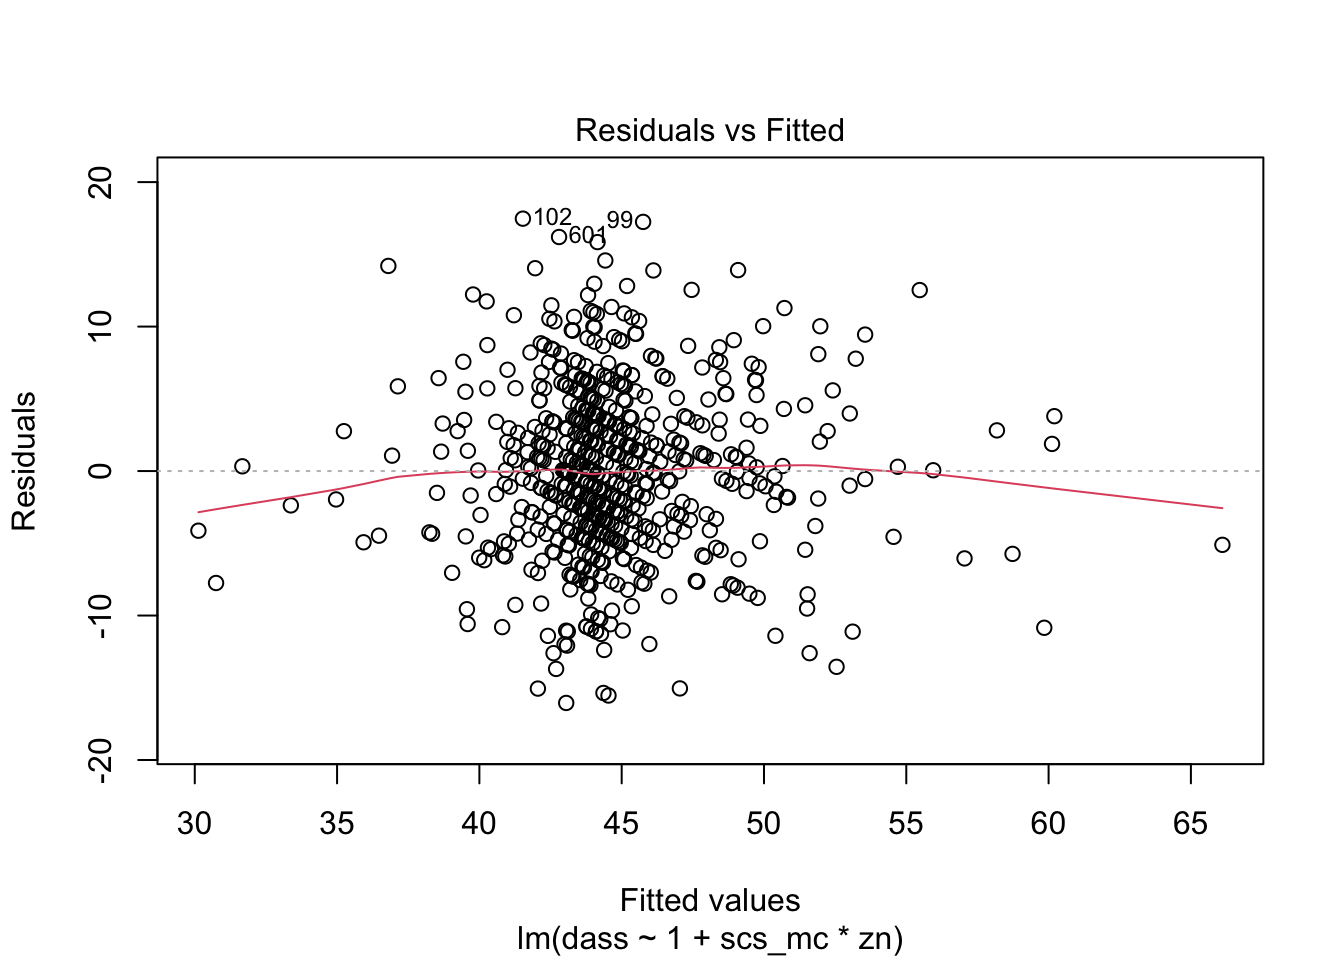 Residuals vs Fitted
Residuals
20
10
0
-10
-20
102
99
601
30 35 40 45 50 55 60 65
Fitted values
lm(dass ~ 1 + scs_mc * zn)